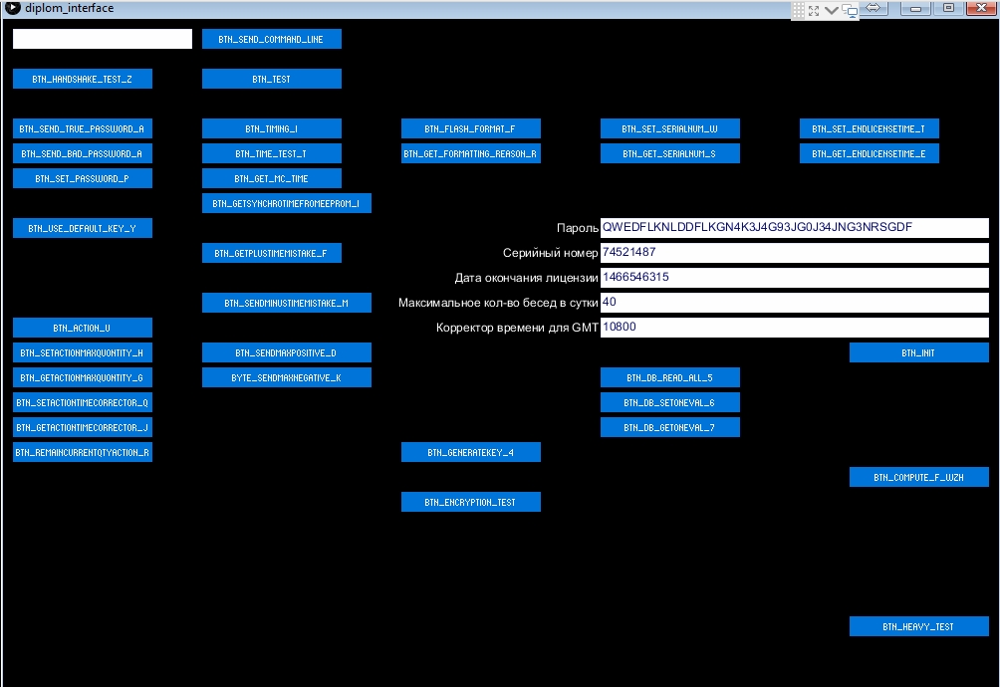 diplom_interface
BTN_SEND_COMMAND_LINE
BTN_HANDSHAKE_TEST_Z BTN_TEST
BTN_SEND_TRUE_PASSWORD_A BTN_TIMING_I BTN_FLASH_FORMAT_F BTN_SET_SERIALNUM_W BTN_SET_ENDLICENSETIME_T
BTN_SEND_BAD_PASSWORD_A BTN_TIME_TEST_T BTN_GET_FORMATTING_REASON_R BTN_GET_SERIALNUM_S BTN_GET_ENDLICENSETIME_E
BTN_SET_PASSWORD_P BTN_GET_MC_TIME
BTN_GETSYNCHROTIMEFROMEEPROM_I
BTN_USE_DEFAULT_KEY_Y Пароль QWEDFLKNLDDFLKGN4K3J4G93JG0J34JNG3NRSGDF
BTN_GETPLUSTIMEMISTAKE_F Серийный номер 74521487
Дата окончания лицензии 1466546315
BTN_SENDMINUSTIMEMISTAKE_M Максимальное кол-во бесед в сутки 40
BTN_ACTION_U Корректор времени для GMT 10800
BTN_SETACTIONMAXQUONTITY_H BTN_SENDMAXPOSITIVE_D BTN_INIT
BTN_GETACTIONMAXQUONTITY_G BYTE_SENDMAXNEGATIVE_K BTN_DB_READ_ALL_5
BTN_SETACTIONTIMECORRECTOR_Q BTN_DB_SETONEVAL_6
BTN_GETACTIONTIMECORRECTOR_J BTN_DB_GETONEVAL_7
BTN_REMAINCURRENTQTYACTION_R BTN_GENERATEKEY_4
BTN_COMPUTE_F_WZH
BTN_ENCRYPTION_TEST
BTN_HEAVY_TEST